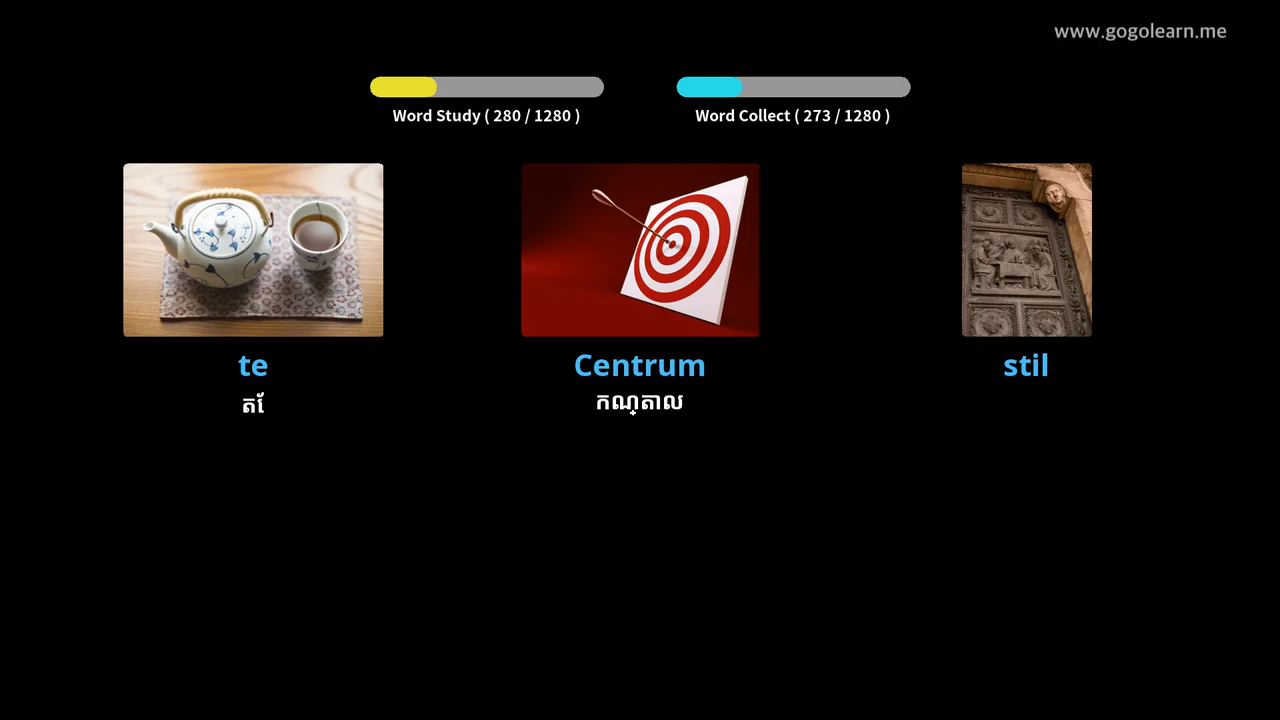 www.gogolearn.me
Word Study ( 280 / 1280 )
Word Collect ( 273 / 1280 )
te
Centrum
stil
តែ
កណ្តាល